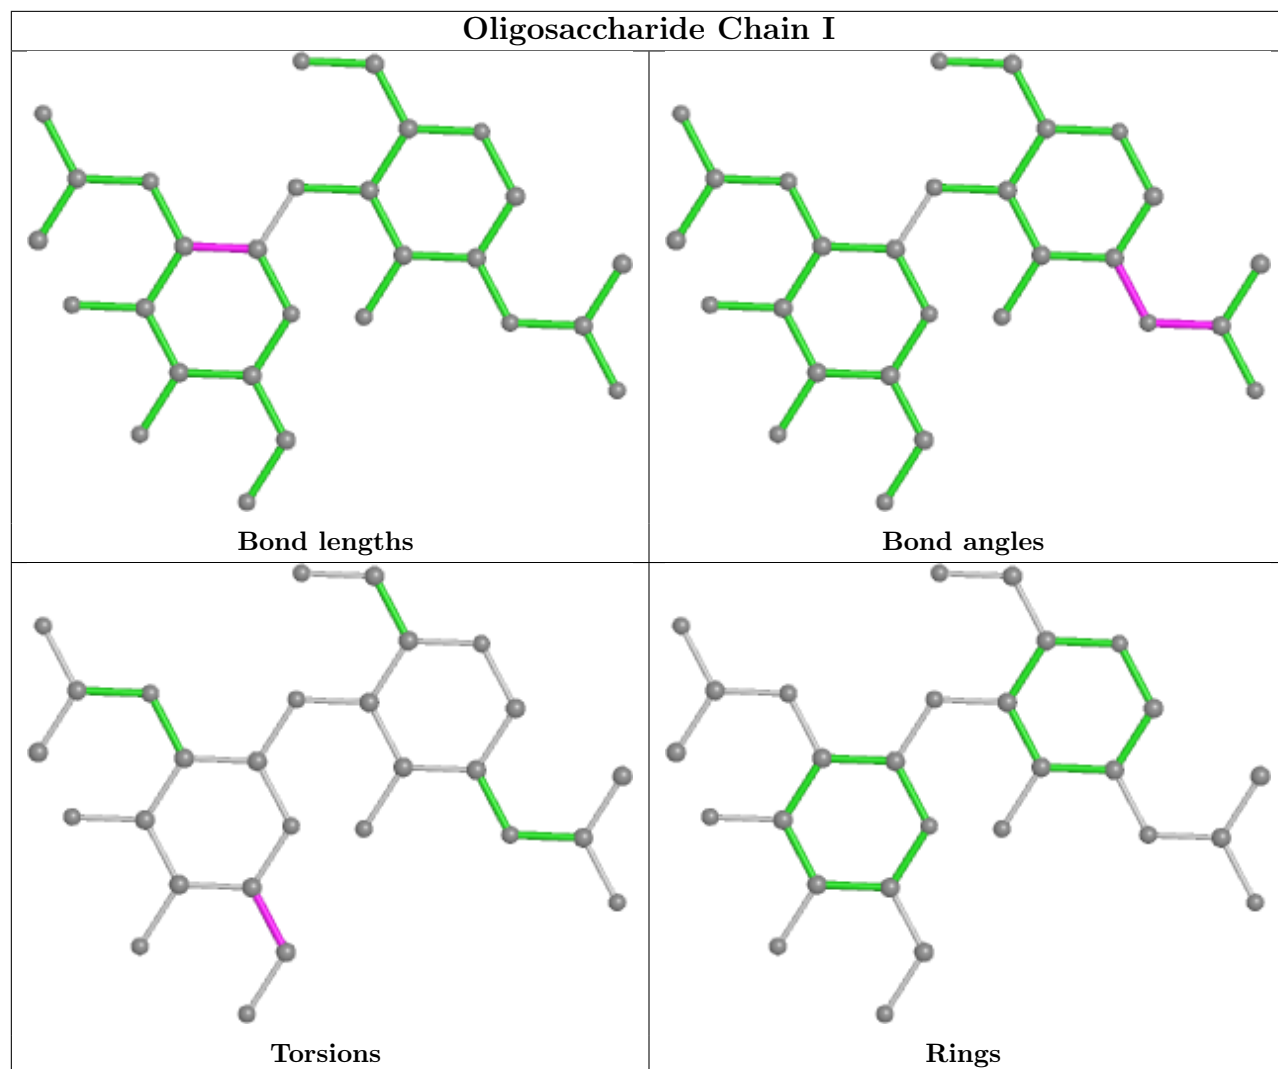 Oligosaccharide Chain I
Bond lengths
Bond angles
Torsions
Rings